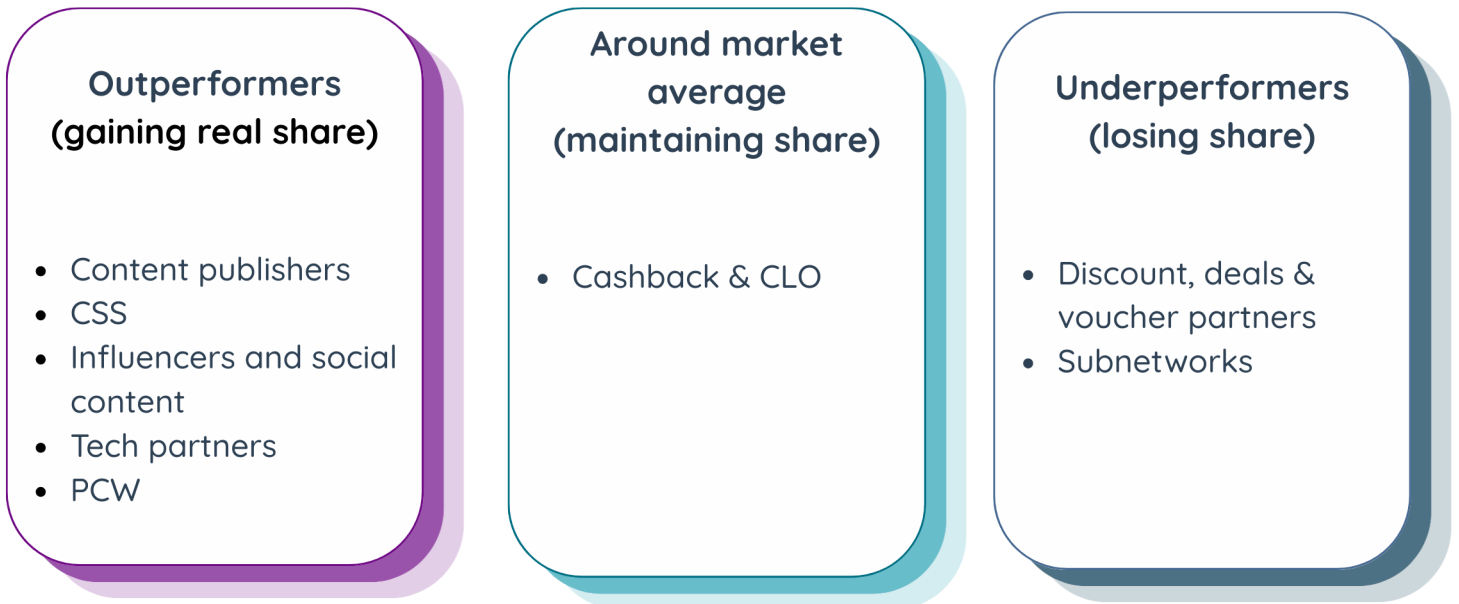 Outperformers
(gaining real share)
• Content publishers
• CSS
• Influencers and social
content
• Tech partners
• PCW
Around market
average
(maintaining share)
• Cashback & CLO
Underperformers
(losing share)
• Discount, deals &
voucher partners
• Subnetworks